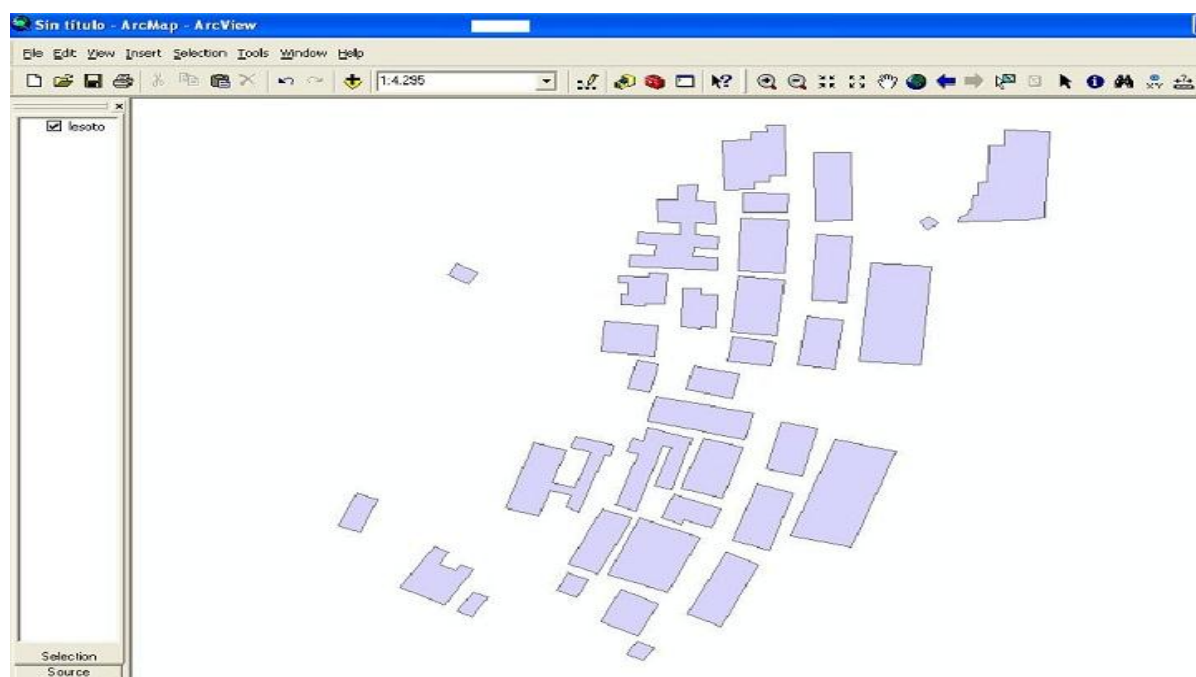 Sin título - ArcMap - ArcView
File Edit View Insert Selection Tools Window Help
1:4.295
lesoto
Selection
Source